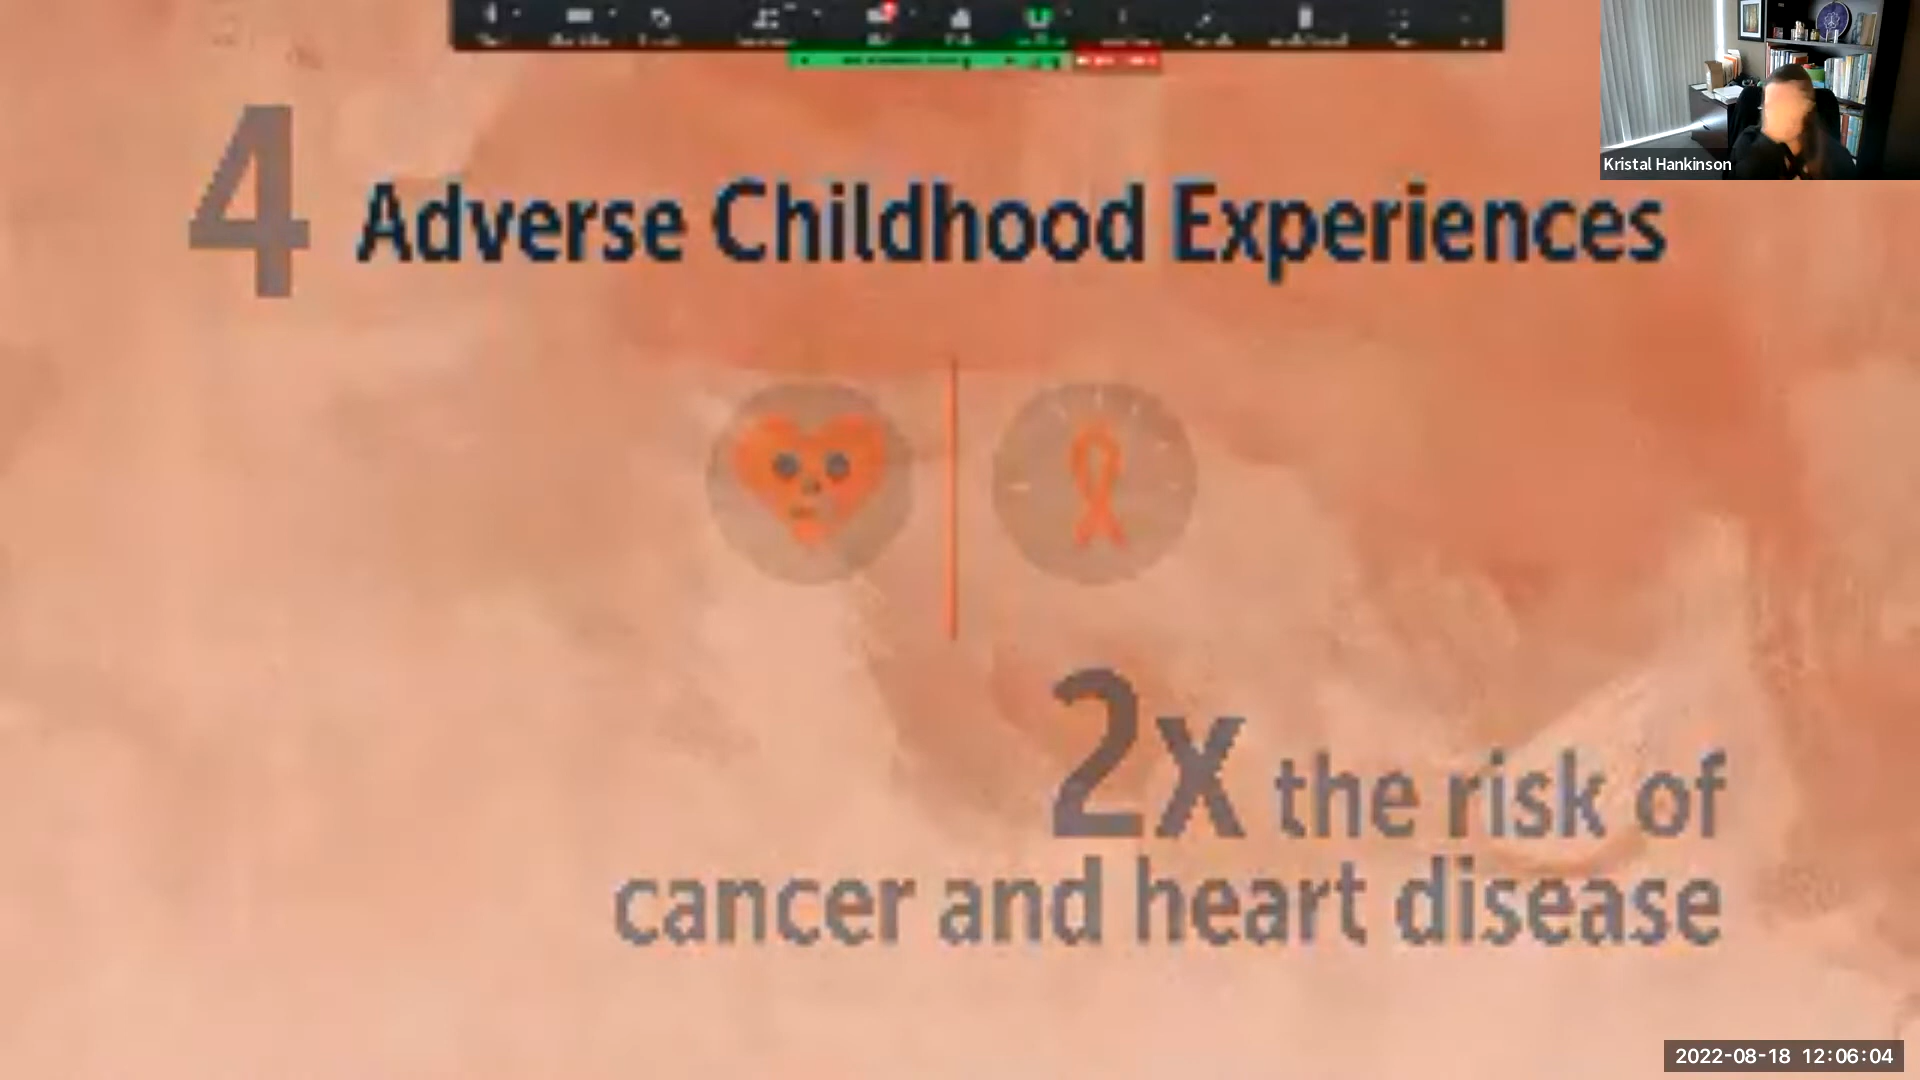 4 Adverse Childhood Experiences
2x the risk of
cancer and heart disease
Kristal Hankinson
2022-08-18 12:06:04